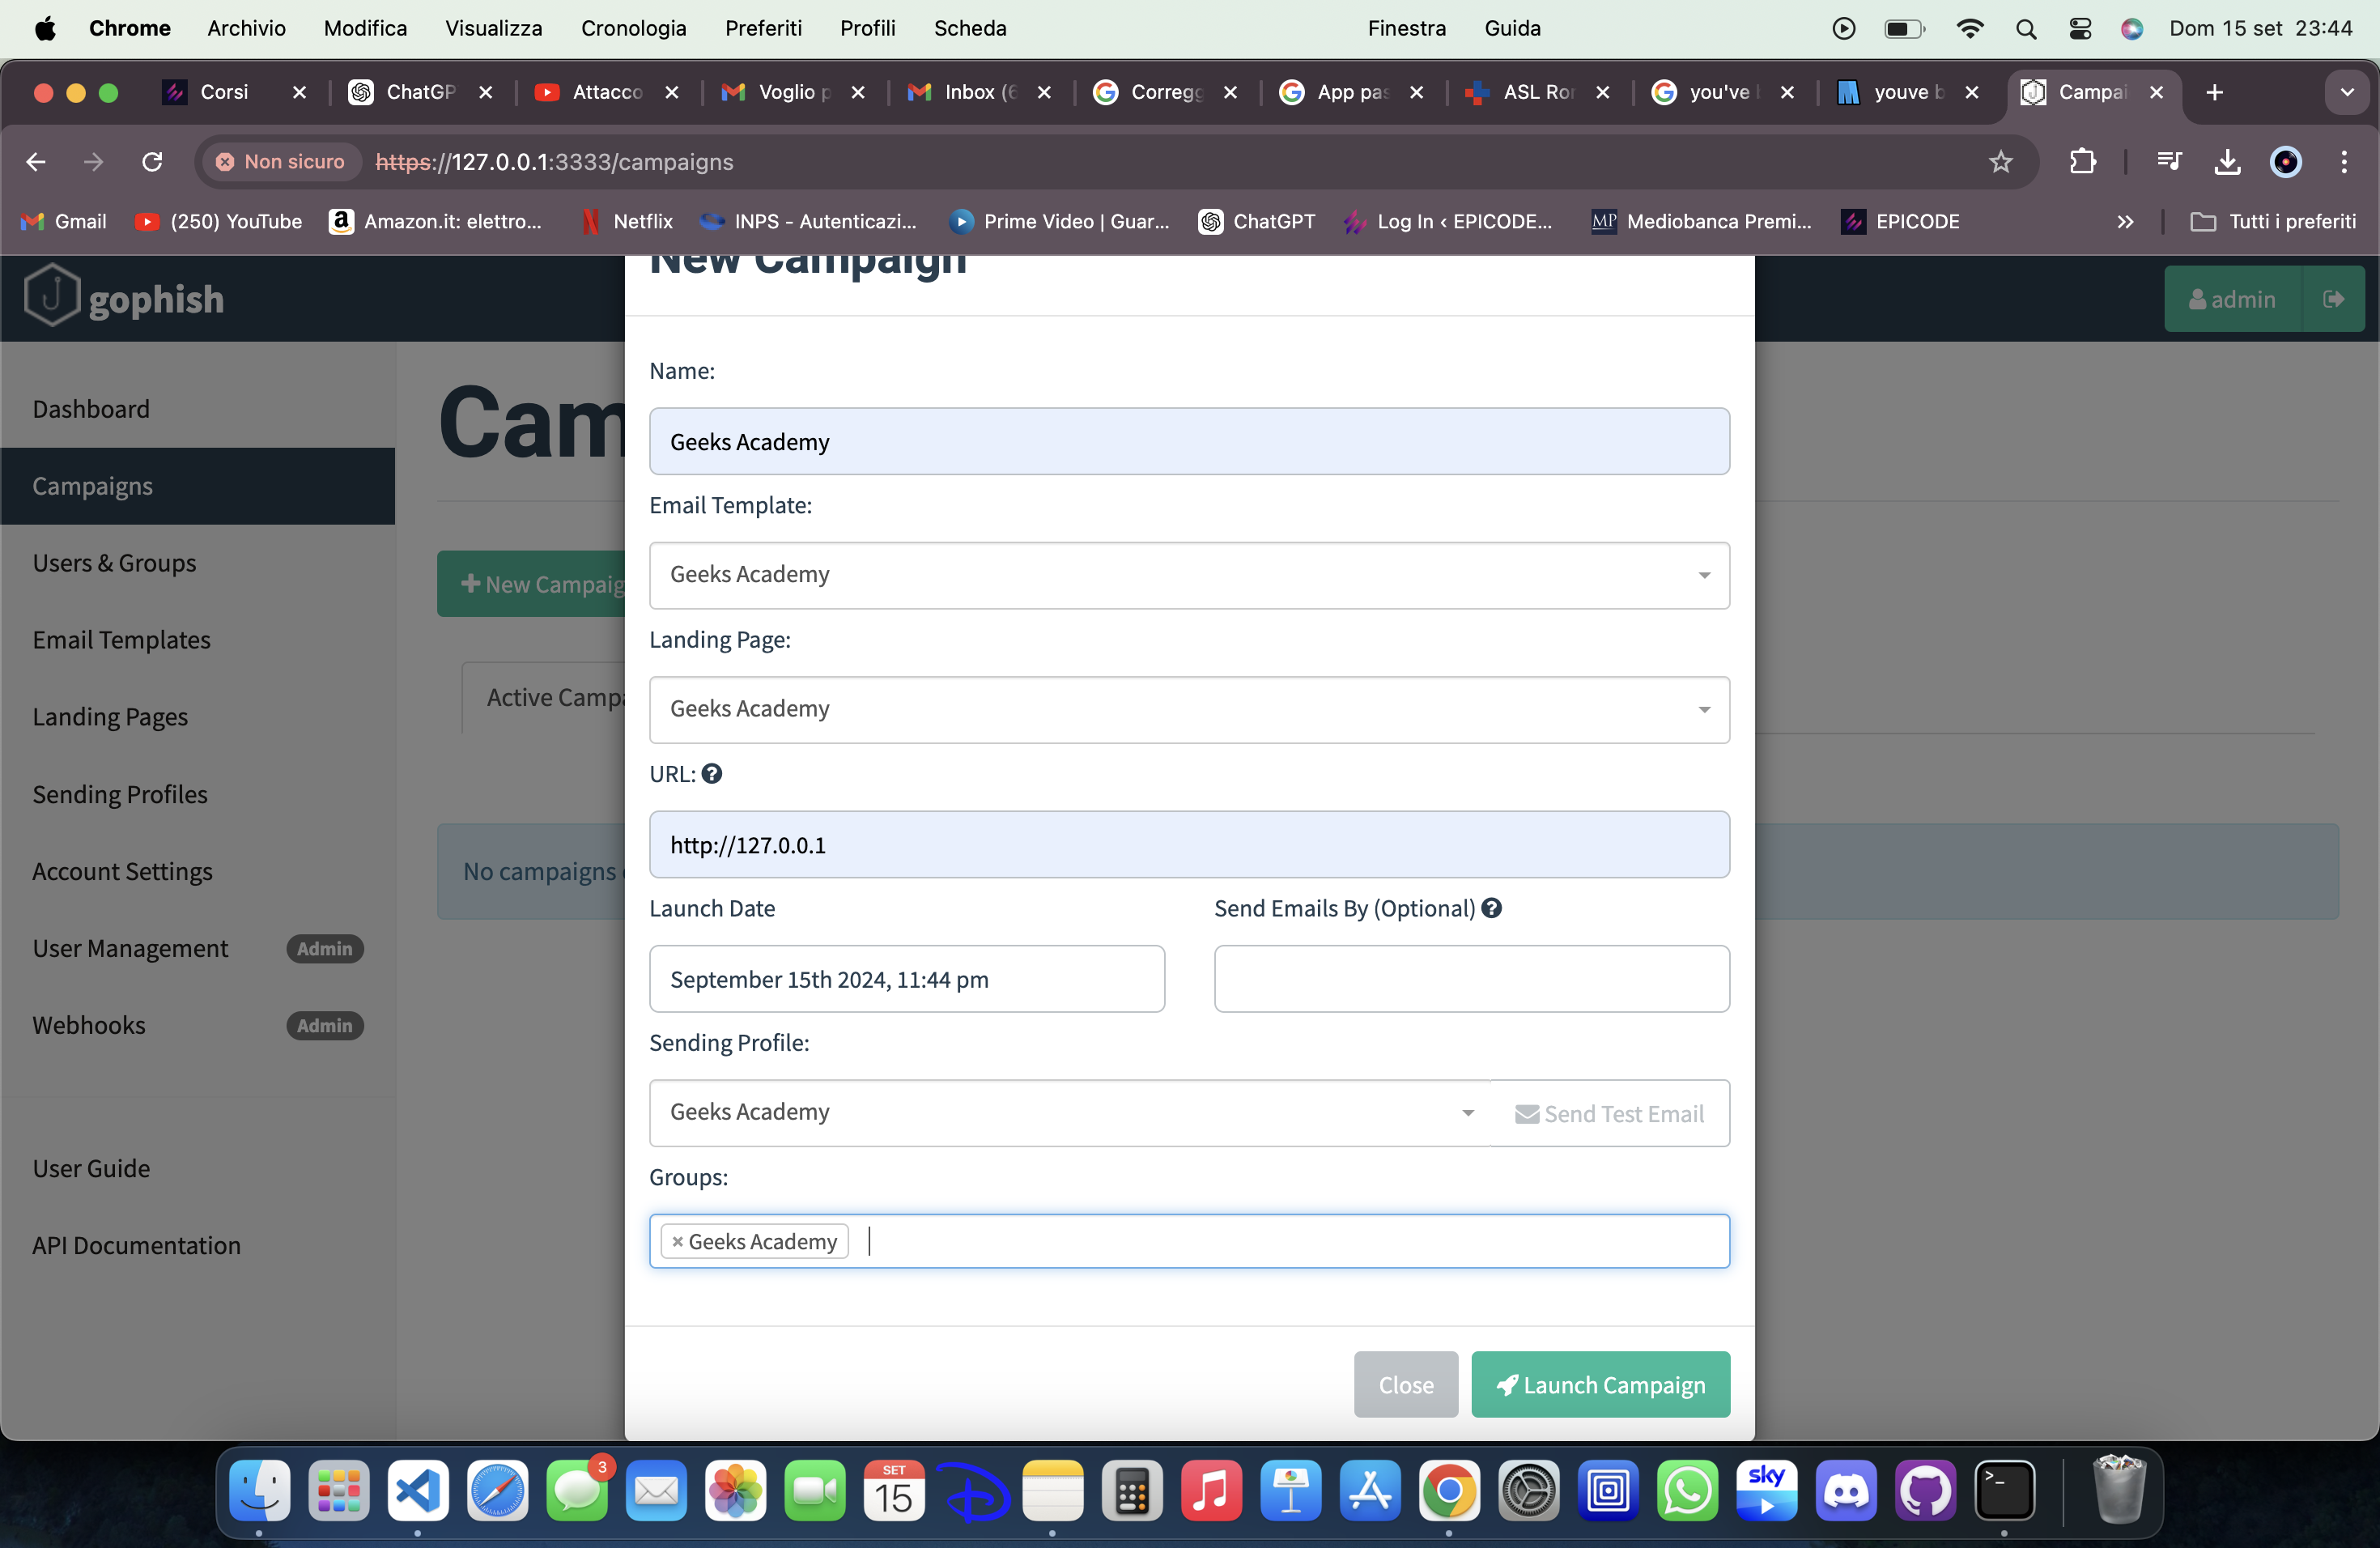 Chrome Archivio Modifica Visualizza Cronologia Preferiti Profili Scheda Finestra Guida Dom 15 set 23:44
Corsi ChatGP Attacco Voglio p Inbox (6 Correg App pas ASL Ror you've youve b Campai
Non sicuro https://127.0.0.1:3333/campaigns
Gmail (250) YouTube Amazon.it: elettro... Netflix INPS - Autenticazi... Prime Video | Guar... ChatGPT Log In ‹ EPICODE... MP Mediobanca Premi... EPICODE Tutti i preferiti
New Campaign
gophish
admin
Dashboard
Campaigns
Users & Groups
Email Templates
Landing Pages
Sending Profiles
Account Settings
User Management Admin
Webhooks Admin
User Guide
API Documentation
Cam
New Campaig
Active Campa
No campaigns
Name:
Geeks Academy
Email Template:
Geeks Academy
Landing Page:
Geeks Academy
URL:
http://127.0.0.1
Launch Date Send Emails By (Optional)
September 15th 2024, 11:44 pm
Sending Profile:
Geeks Academy Send Test Email
Groups:
× Geeks Academy
Close Launch Campaign
3
SET
15
sky